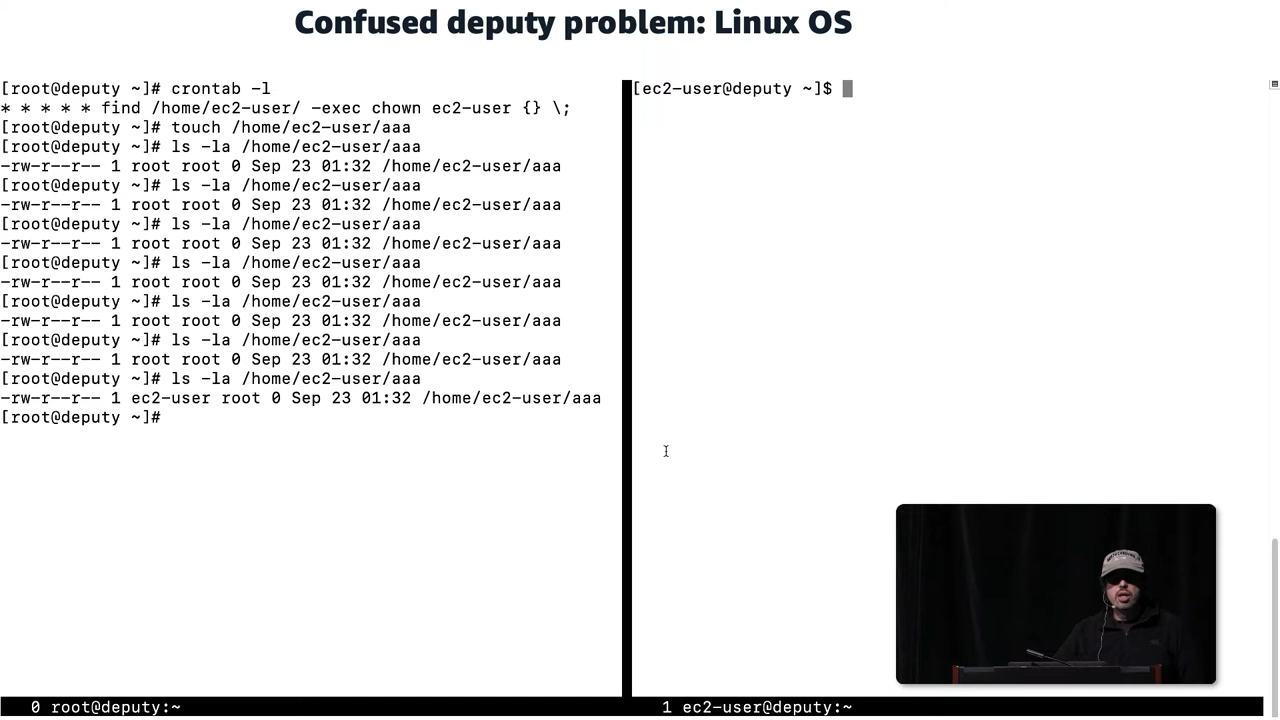 Confused deputy problem: Linux OS
[root@deputy ~]# crontab -l
* * * * * find /home/ec2-user/ -exec chown ec2-user {} \;
[root@deputy ~]# touch /home/ec2-user/aaa
[root@deputy ~]# ls -la /home/ec2-user/aaa
-rw-r--r-- 1 root root 0 Sep 23 01:32 /home/ec2-user/aaa
[root@deputy ~]# ls -la /home/ec2-user/aaa
-rw-r--r-- 1 root root 0 Sep 23 01:32 /home/ec2-user/aaa
[root@deputy ~]# ls -la /home/ec2-user/aaa
-rw-r--r-- 1 root root 0 Sep 23 01:32 /home/ec2-user/aaa
[root@deputy ~]# ls -la /home/ec2-user/aaa
-rw-r--r-- 1 root root 0 Sep 23 01:32 /home/ec2-user/aaa
[root@deputy ~]# ls -la /home/ec2-user/aaa
-rw-r--r-- 1 root root 0 Sep 23 01:32 /home/ec2-user/aaa
[root@deputy ~]# ls -la /home/ec2-user/aaa
-rw-r--r-- 1 root root 0 Sep 23 01:32 /home/ec2-user/aaa
[root@deputy ~]# ls -la /home/ec2-user/aaa
-rw-r--r-- 1 ec2-user root 0 Sep 23 01:32 /home/ec2-user/aaa
[root@deputy ~]#
[ec2-user@deputy ~]$
0 root@deputy:~
1 ec2-user@deputy:~